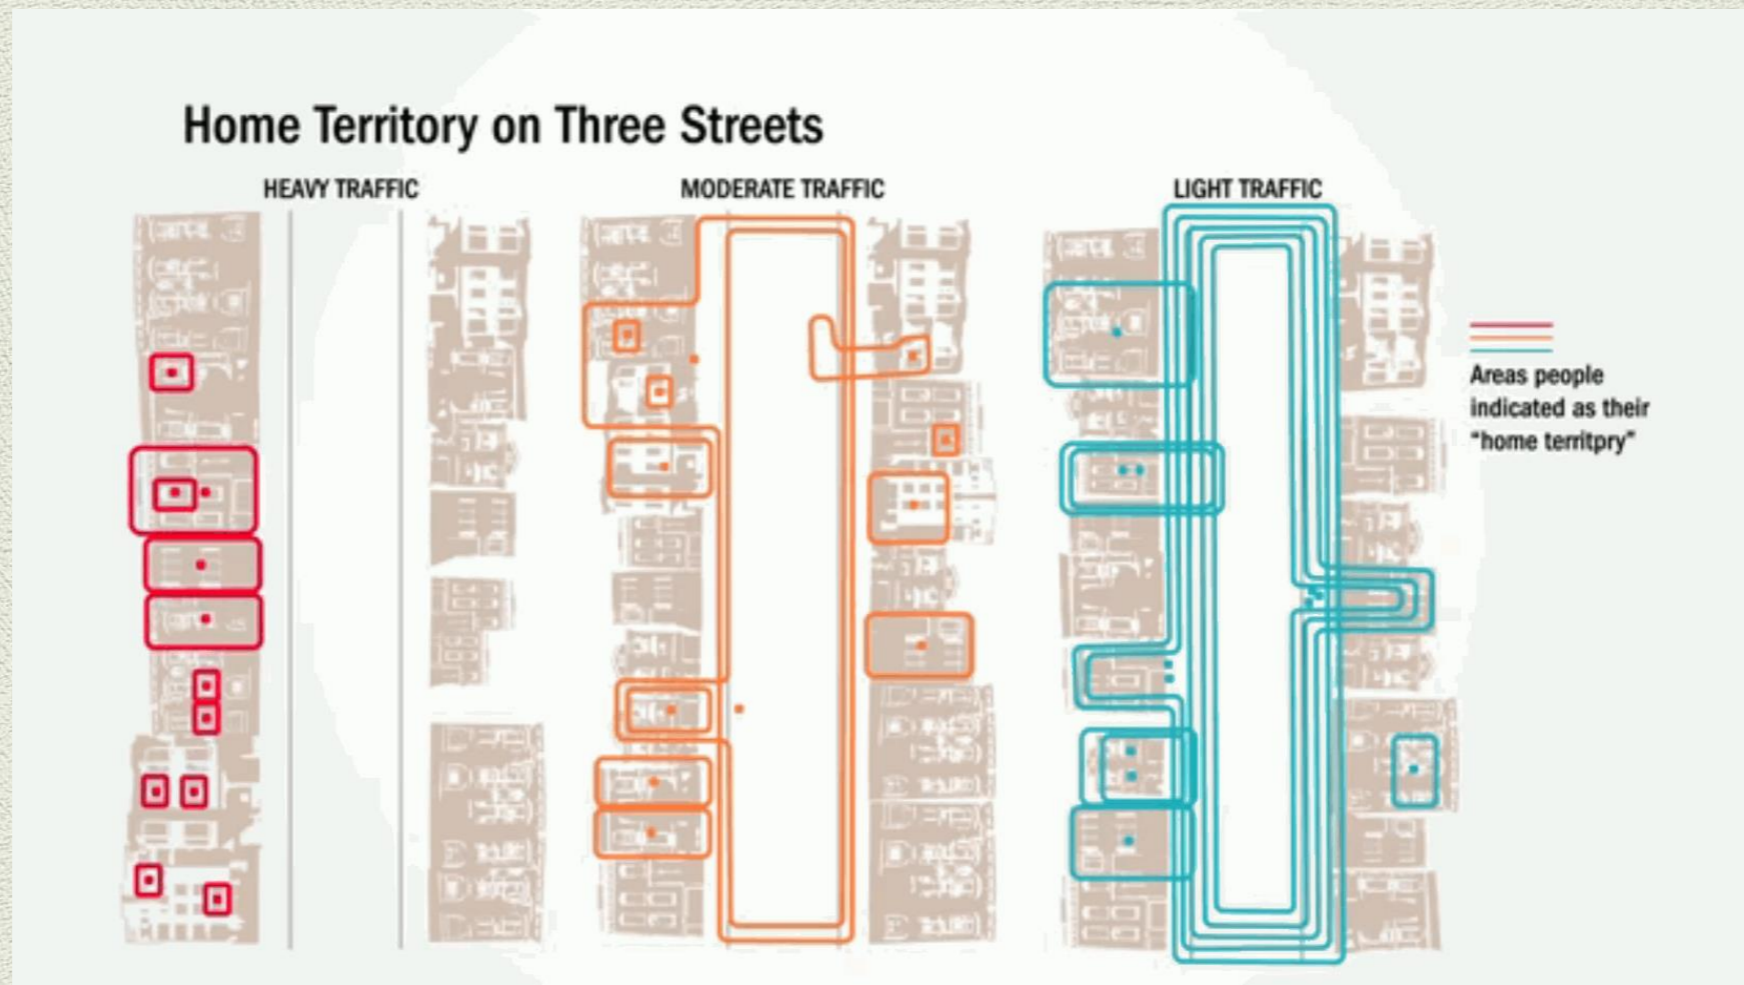 Home Territory on Three Streets
HEAVY TRAFFIC
MODERATE TRAFFIC
LIGHT TRAFFIC
Areas people
indicated as their
“home territpry”